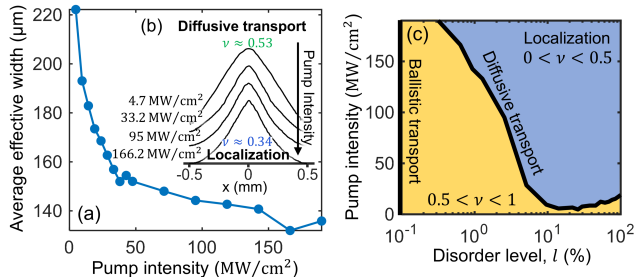 Average effective width (μm)
220
200
180
160
140
0
50
100
150
Pump intensity (MW/cm²)
(a)
(b)
Diffusive transport
ν ≈ 0.53
Pump Intensity
4.7 MW/cm²
33.2 MW/cm²
95 MW/cm²
166.2 MW/cm²
ν ≈ 0.34
Localization
-0.5
0
0.5
x (mm)
(c)
Pump intensity (MW/cm²)
150
100
50
0
Ballistic transport
Diffusive transport
Localization
0 < ν < 0.5
0.5 < ν < 1
10⁻¹
10⁰
10¹
10²
Disorder level, l (%)